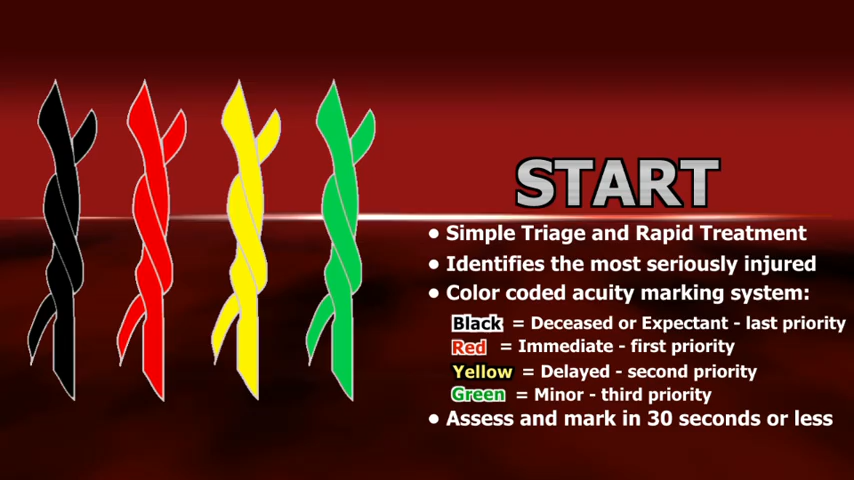 START
• Simple Triage and Rapid Treatment
• Identifies the most seriously injured
• Color coded acuity marking system:
Black = Deceased or Expectant - last priority
Red = Immediate - first priority
Yellow = Delayed - second priority
Green = Minor - third priority
• Assess and mark in 30 seconds or less